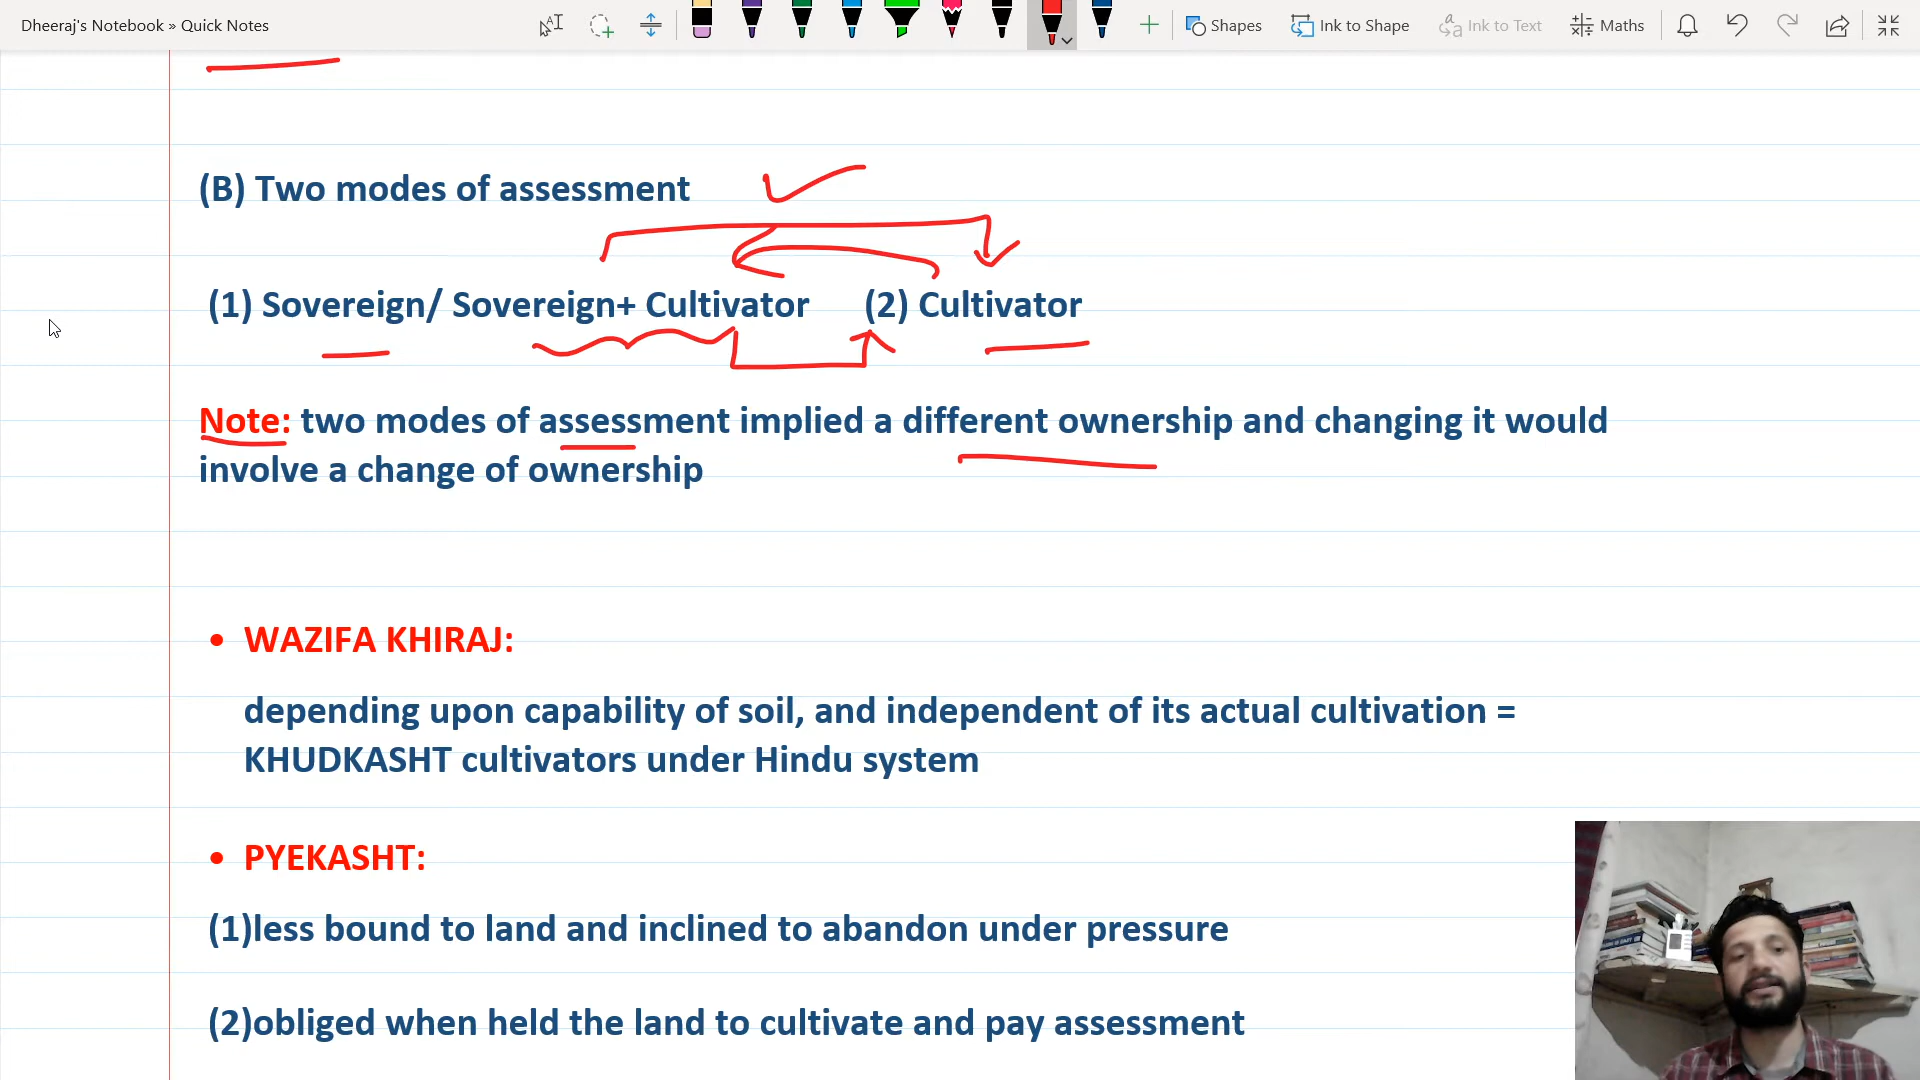 Dheeraj's Notebook » Quick Notes
Shapes
Ink to Shape
Ink to Text
Maths
(B) Two modes of assessment
(1) Sovereign/ Sovereign+ Cultivator (2) Cultivator
Note: two modes of assessment implied a different ownership and changing it would
involve a change of ownership
• WAZIFA KHIRAJ:
depending upon capability of soil, and independent of its actual cultivation =
KHUDKASHT cultivators under Hindu system
• PYEKASHT:
(1)less bound to land and inclined to abandon under pressure
(2)obliged when held the land to cultivate and pay assessment